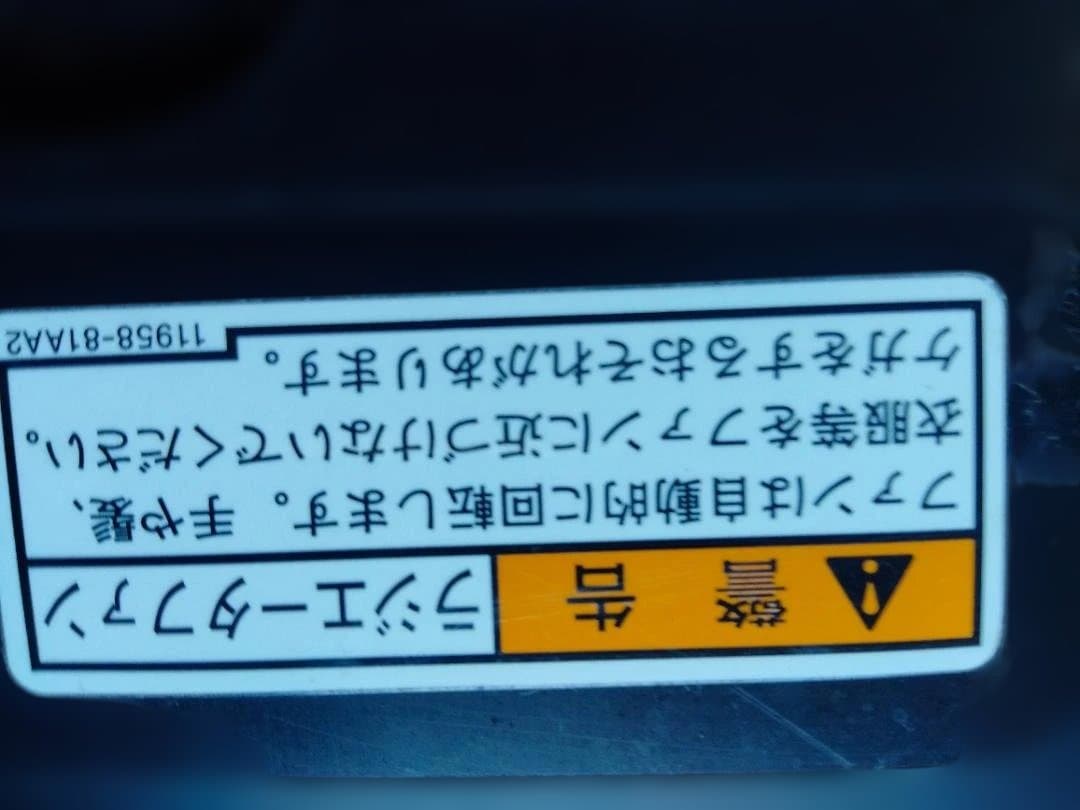 警告 ラジエータファン
ファンは自動的に回転します。手や髪、
衣服等をファンに近づけないでください。
ケガをするおそれがあります。
11958-81AA2